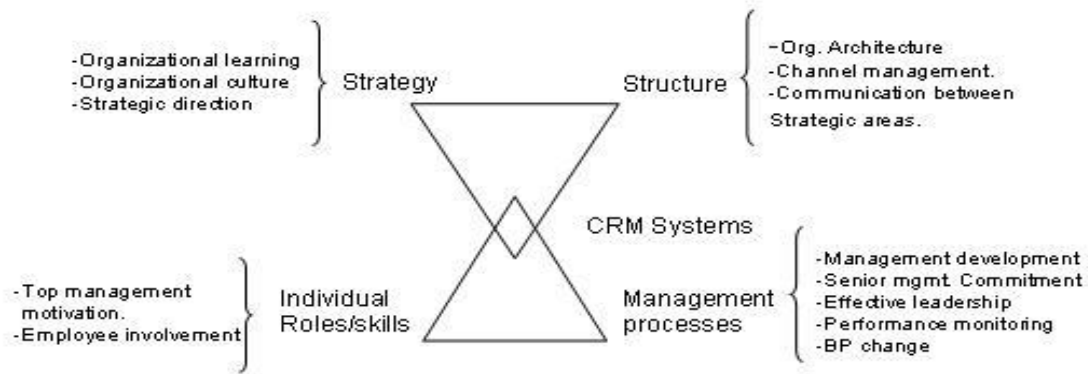 -Organizational learning
-Organizational culture
-Strategic direction
Strategy
Structure
-Org. Architecture
-Channel management.
-Communication between
Strategic areas.
CRM Systems
-Top management
motivation.
-Employee involvement
Individual
Roles/skills
Management
processes
-Management development
-Senior mgmt. Commitment
-Effective leadership
-Performance monitoring
-BP change